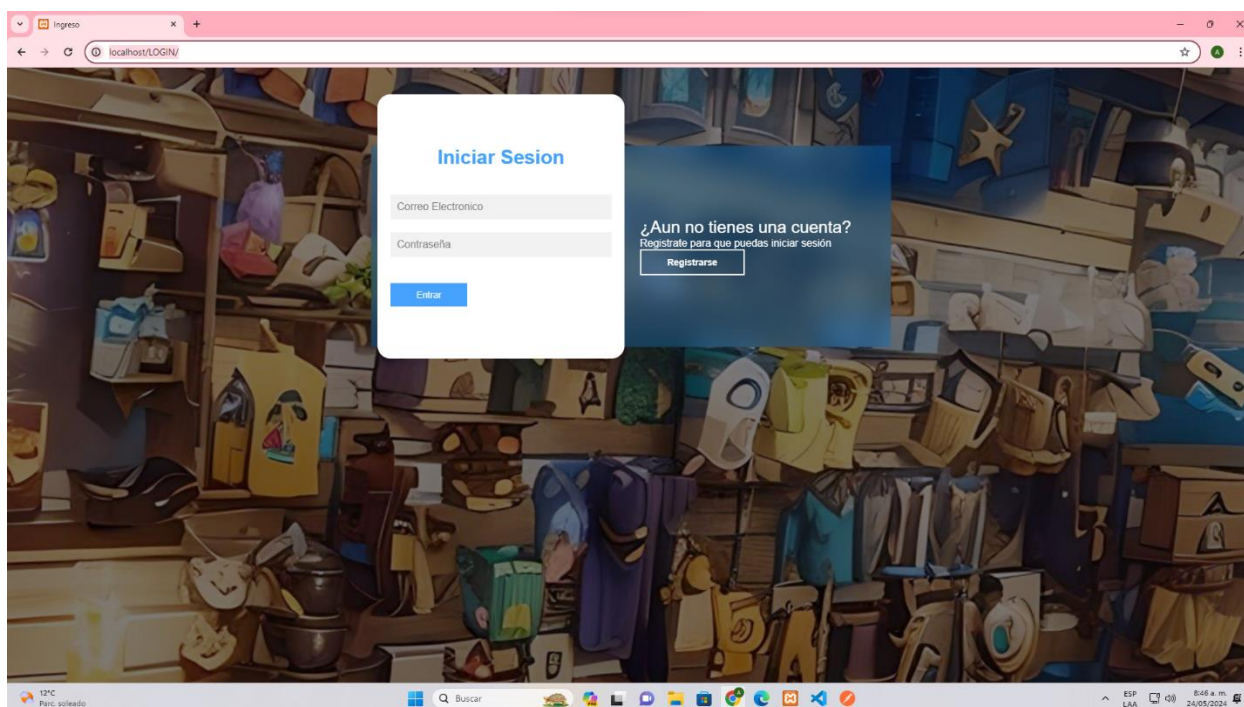 Ingreso
localhost/LOGIN/
A
Iniciar Sesion
Correo Electronico
Contraseña
Entrar
¿Aun no tienes una cuenta?
Registrate para que puedas iniciar sesión
Registrarse
12°C
Parc. soleado
Buscar
ESP
LAA
8:46 a. m.
24/05/2024